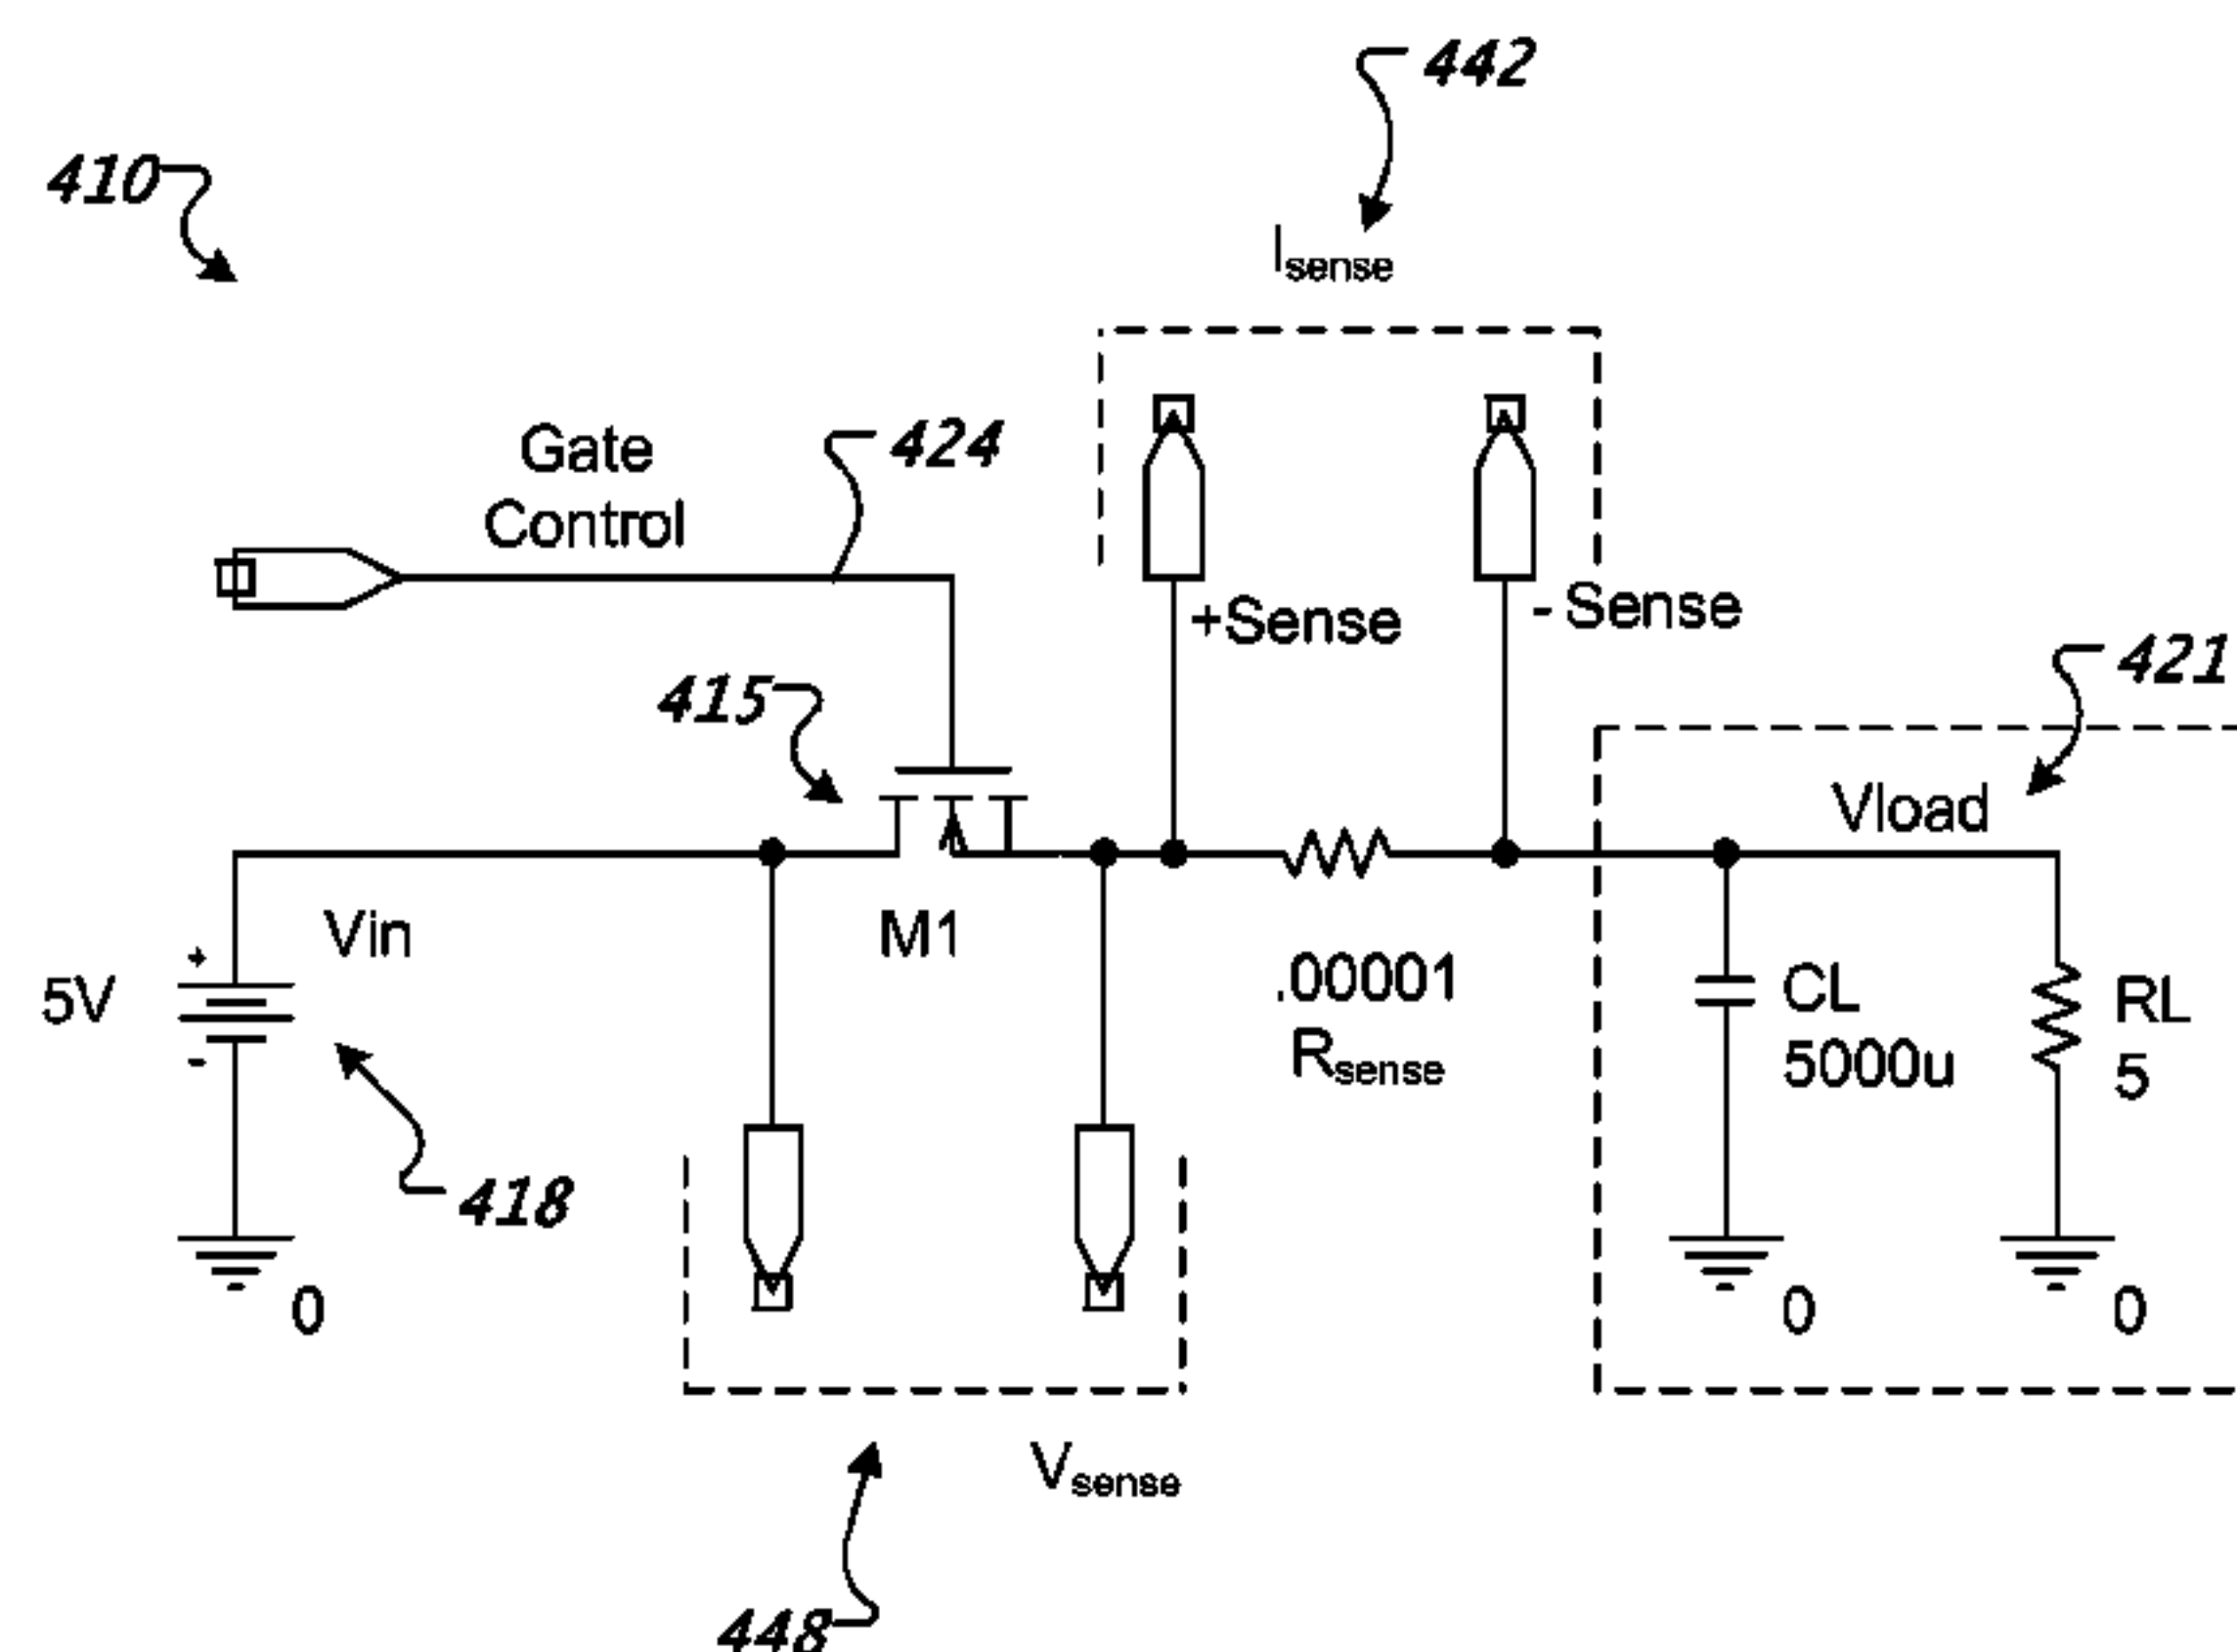 442
410
Isense
Gate
Control
424
+Sense
- Sense
415
421
Vload
Vin
M1
5V
.00001
Rsense
CL
5000u
RL
5
418
0
0
0
Vsense
448